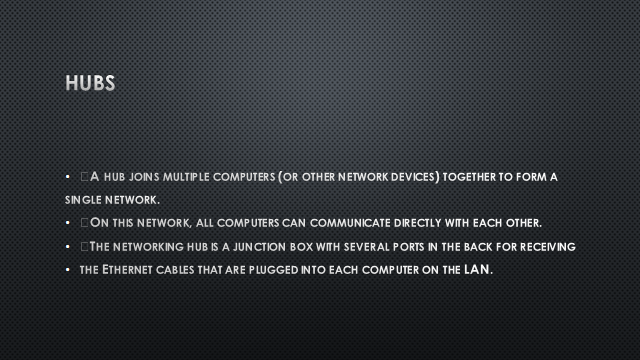 HUBS
• □A HUB JOINS MULTIPLE COMPUTERS (OR OTHER NETWORK DEVICES) TOGETHER TO FORM A
SINGLE NETWORK.
• □ON THIS NETWORK, ALL COMPUTERS CAN COMMUNICATE DIRECTLY WITH EACH OTHER.
• □THE NETWORKING HUB IS A JUNCTION BOX WITH SEVERAL PORTS IN THE BACK FOR RECEIVING
• THE ETHERNET CABLES THAT ARE PLUGGED INTO EACH COMPUTER ON THE LAN.